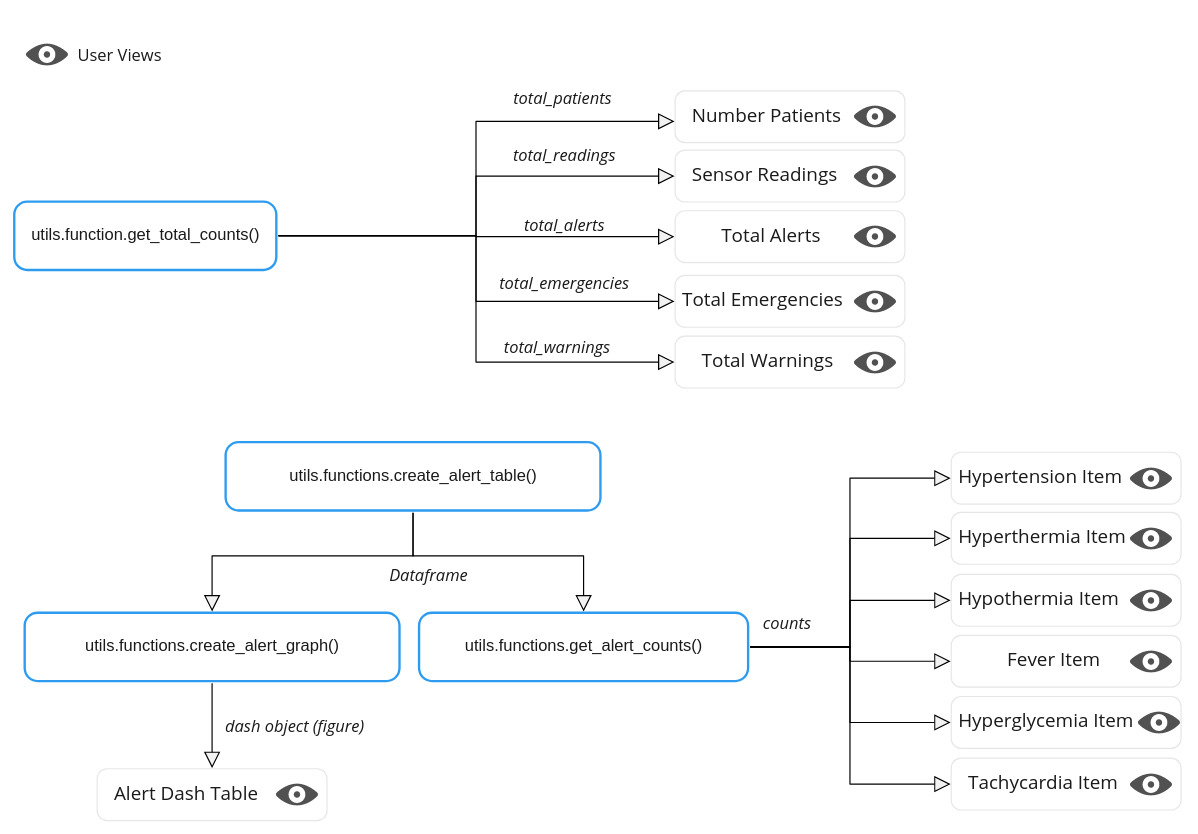 User Views
total_patients
Number Patients
total_readings
Sensor Readings
utils.function.get_total_counts()
total_alerts
Total Alerts
total_emergencies
Total Emergencies
total_warnings
Total Warnings
utils.functions.create_alert_table()
Dataframe
utils.functions.create_alert_graph()
utils.functions.get_alert_counts()
counts
Hypertension Item
Hyperthermia Item
Hypothermia Item
Fever Item
Hyperglycemia Item
Tachycardia Item
dash object (figure)
Alert Dash Table